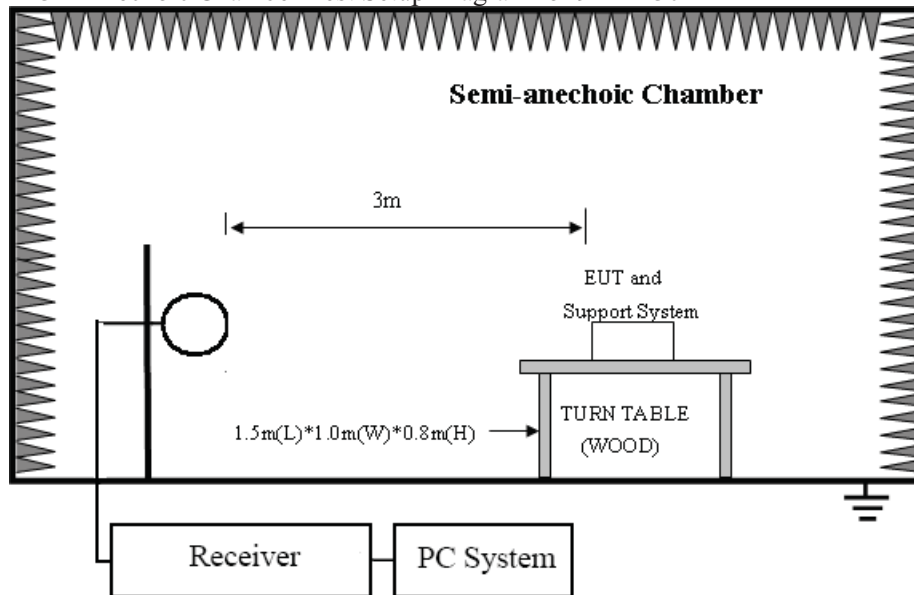 Semi-anechoic Chamber
3m
EUT and
Support System
1.5m(L)*1.0m(W)*0.8m(H)
TURN TABLE
(WOOD)
Receiver
PC System